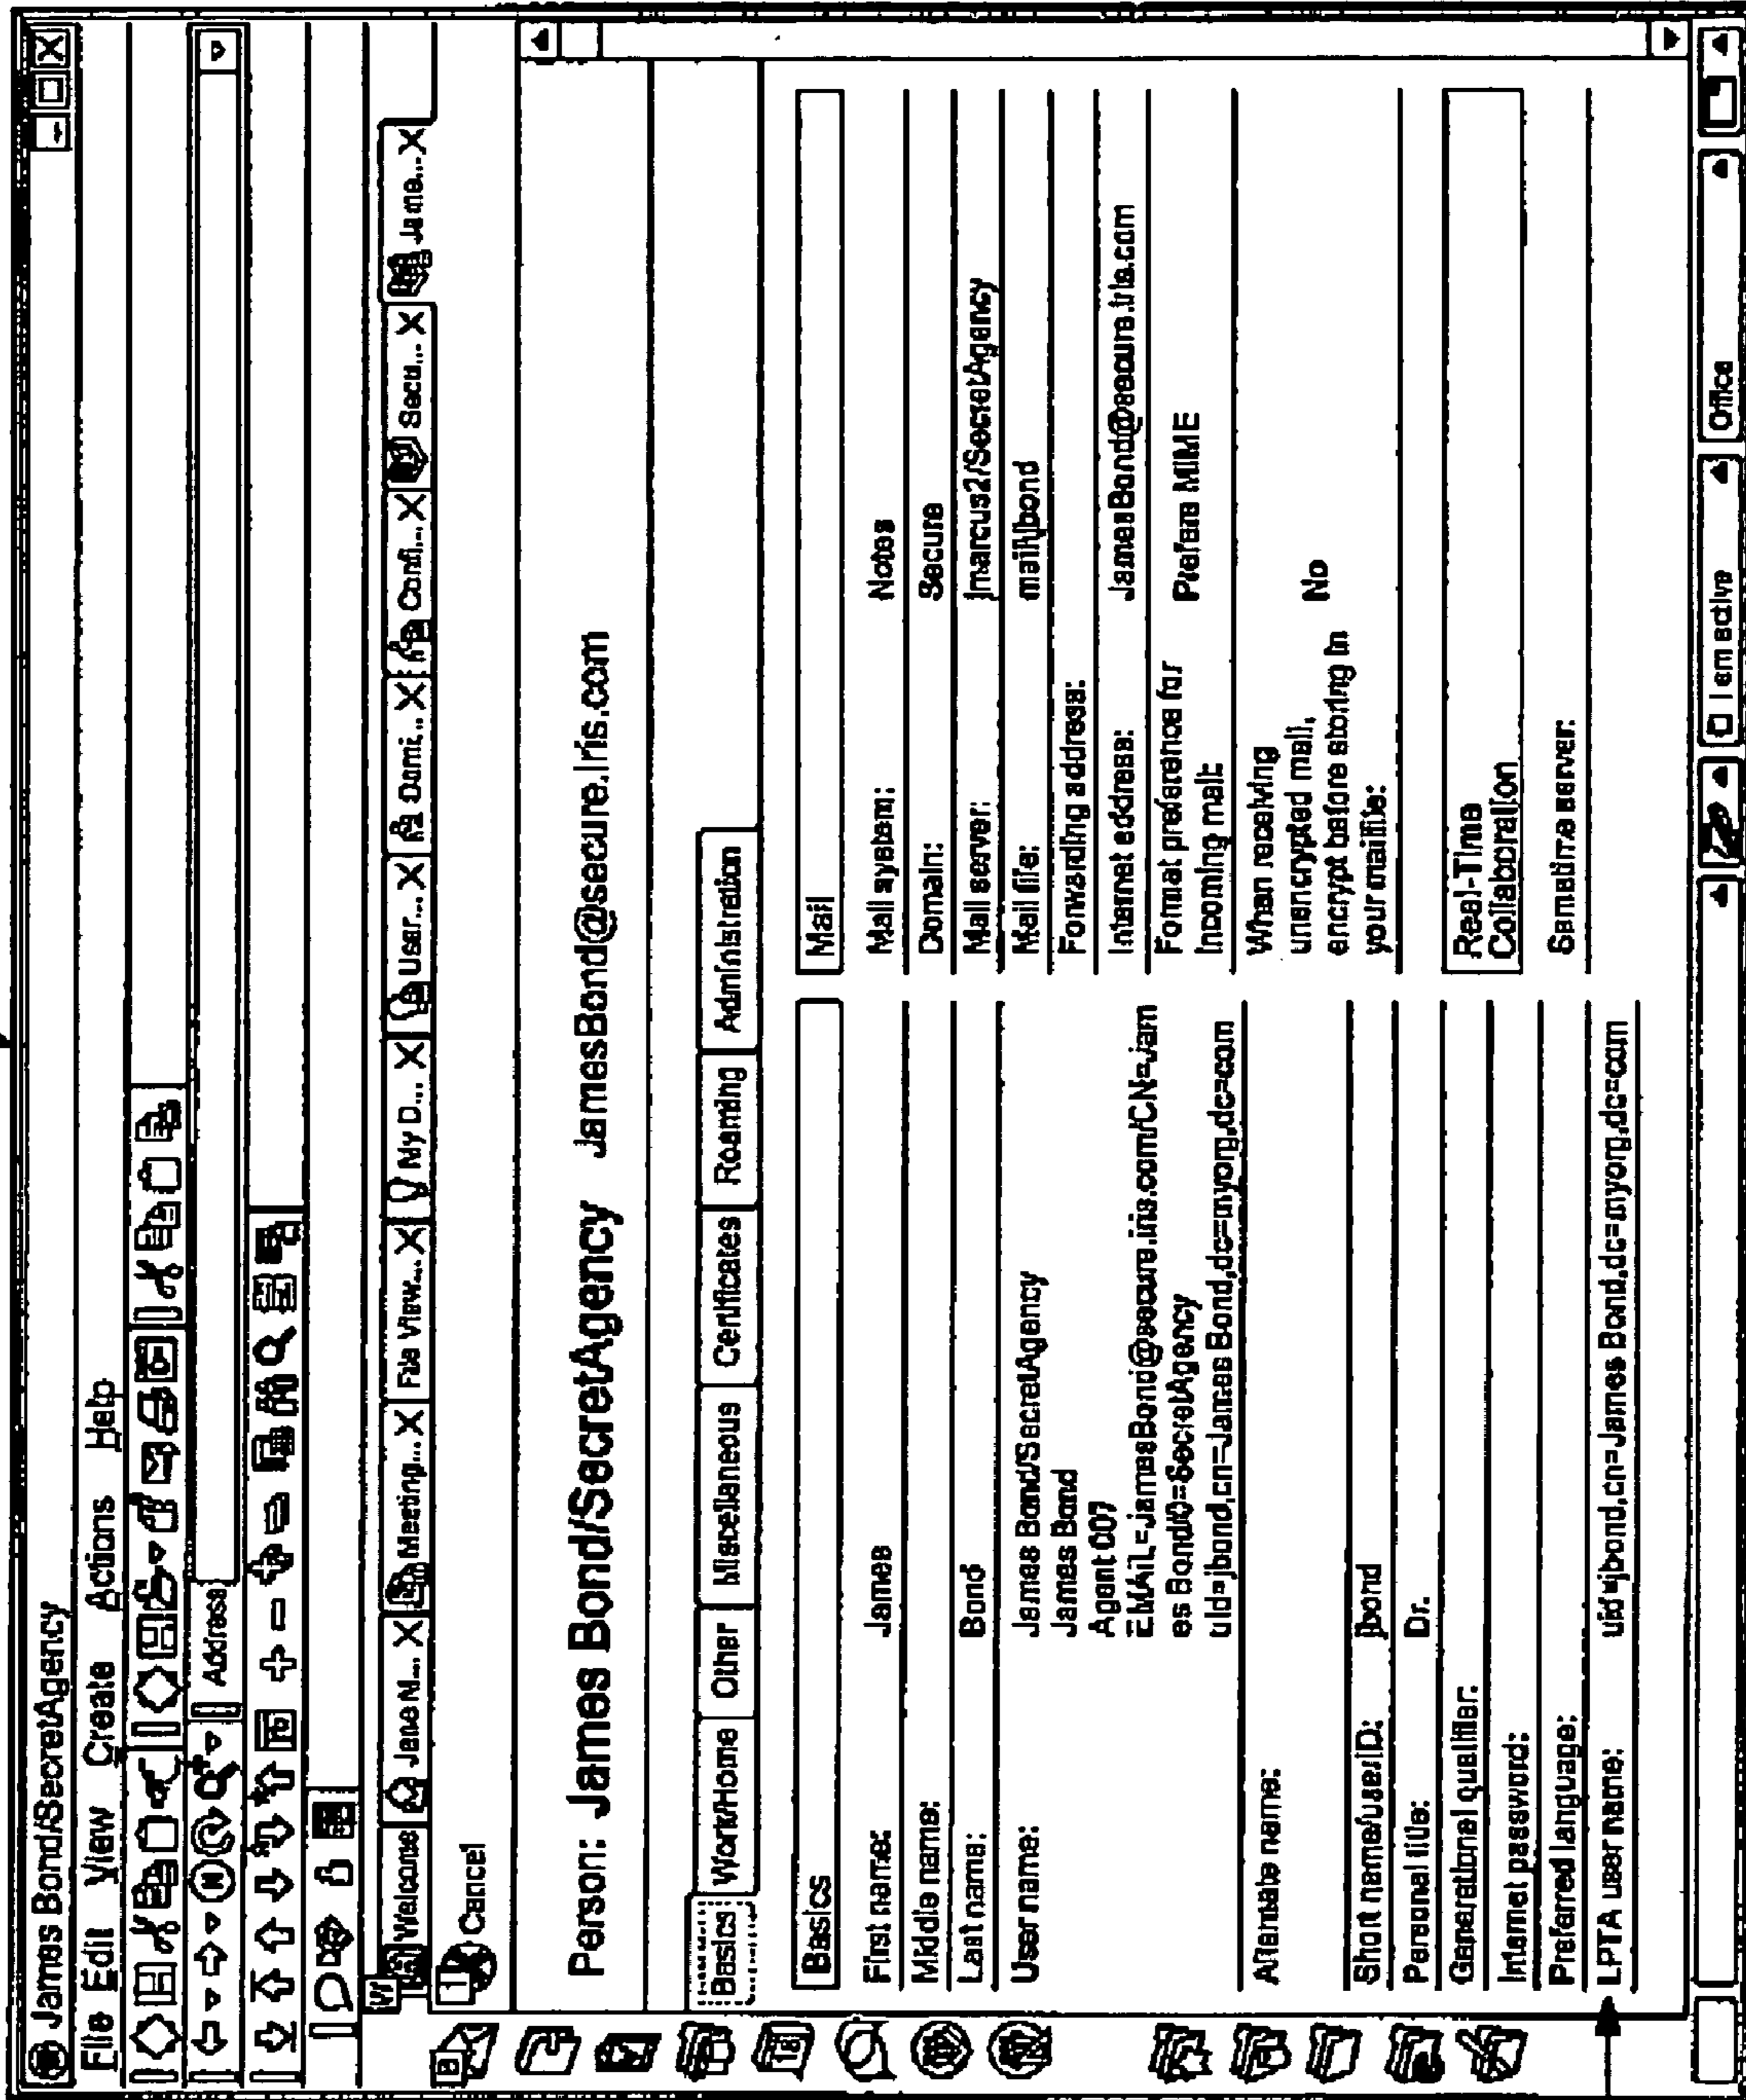 James Bond/SecretAgency
File Edit View Create Actions Help
Address
Welcome Jane M... Meeting... File View... My D... User... Domi... Confi... Secu... Jame...
Cancel
Person: James Bond/SecretAgency JamesBond@secure.iris.com
Basics Work/Home Other Miscellaneous Certificates Roaming Administration
Basics
First name: James
Middle name:
Last name: Bond
User name: James Bond/SecretAgency
James Bond
Agent 007
EMAIL=JamesBond@secure.iris.com/CN=Jam
es Bond/O=SecretAgency
uid=jbond,cn=James Bond,dc=myorg,dc=com
Alternate name:
Short name/userID: jbond
Personal title: Dr.
Generational qualifier:
Internet password:
Preferred language:
LPTA user name: uid=jbond,cn=James Bond,dc=myorg,dc=com
Mail
Mail system: Notes
Domain: Secure
Mail server: jmarcus2/SecretAgency
Mail file: mail\jbond
Forwarding address:
Internet address: JamesBond@secure.iris.com
Format preference for
incoming mail: Prefers MIME
When receiving
unencrypted mail,
encrypt before storing in
your mailfile: No
Real-Time
Collaboration
Sametime server:
I am active Office